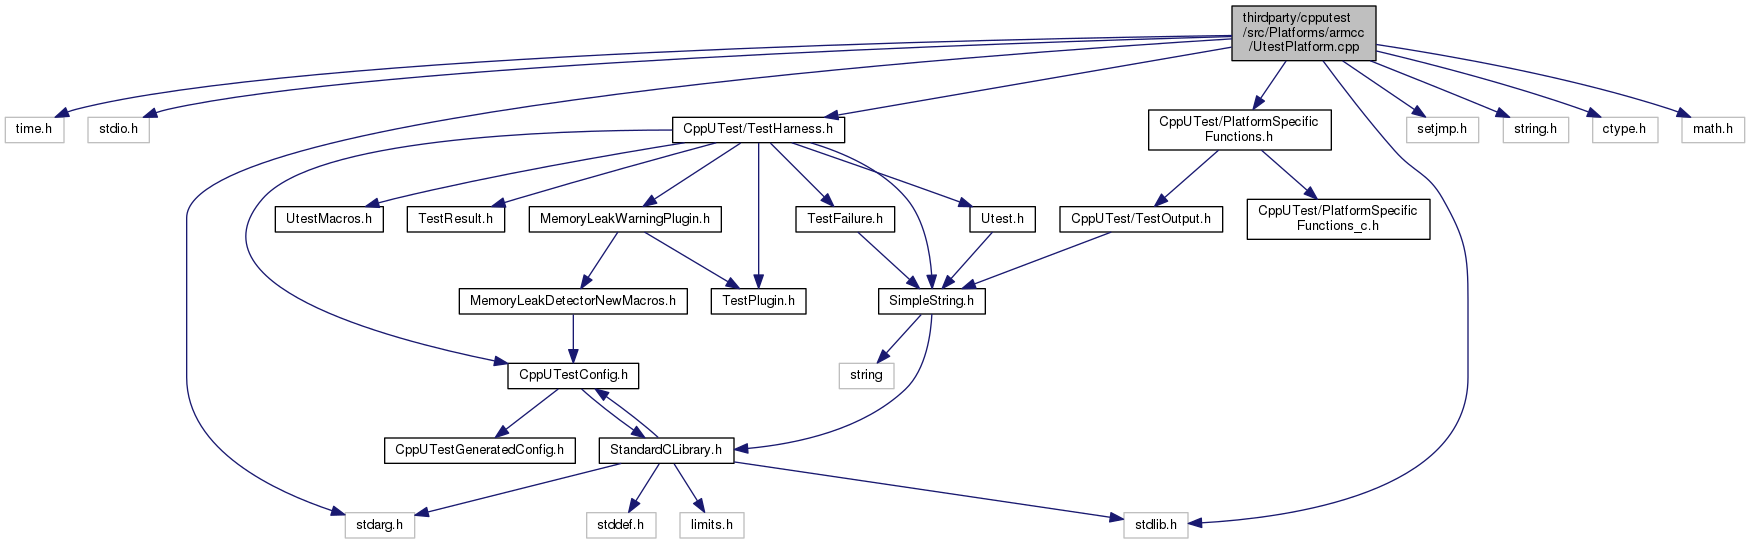 thirdparty/cpputest
/src/Platforms/armcc
/UtestPlatform.cpp
time.h
stdio.h
CppUTest/TestHarness.h
CppUTest/PlatformSpecific
Functions.h
setjmp.h
string.h
ctype.h
math.h
UtestMacros.h
TestResult.h
MemoryLeakWarningPlugin.h
TestFailure.h
Utest.h
CppUTest/TestOutput.h
CppUTest/PlatformSpecific
Functions_c.h
MemoryLeakDetectorNewMacros.h
TestPlugin.h
SimpleString.h
CppUTestConfig.h
string
CppUTestGeneratedConfig.h
StandardCLibrary.h
stdarg.h
stddef.h
limits.h
stdlib.h